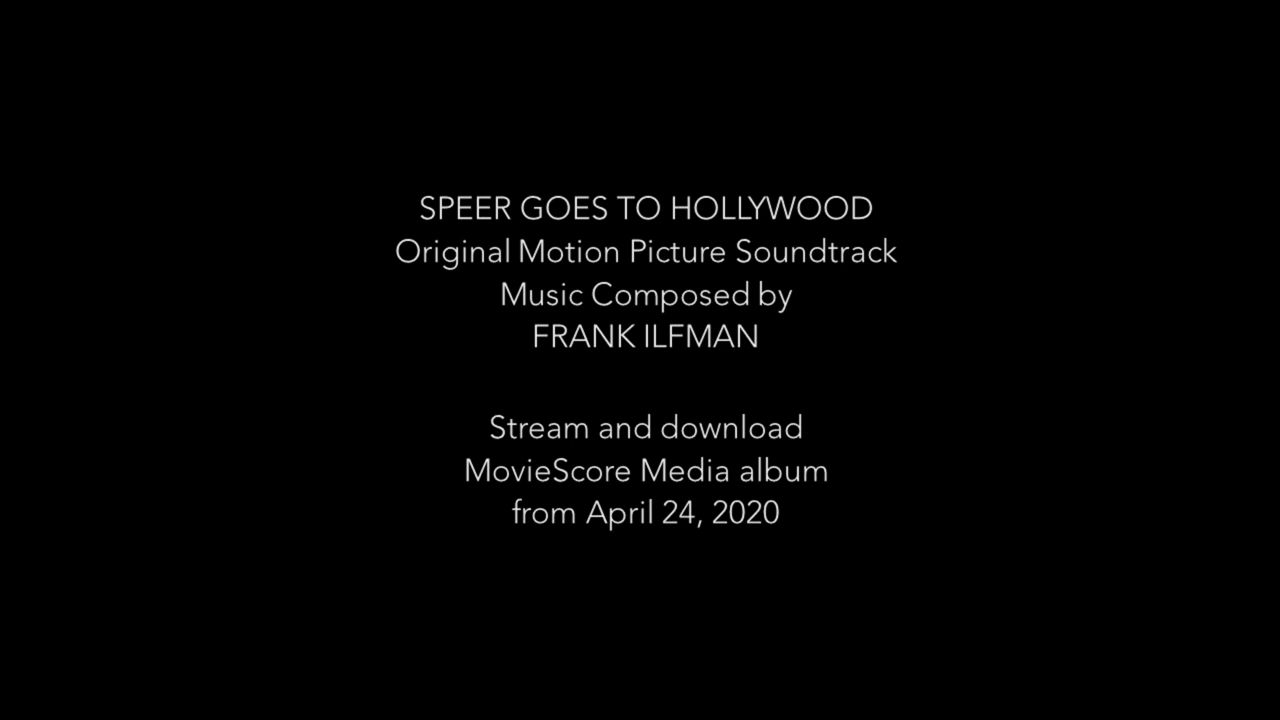 SPEER GOES TO HOLLYWOOD
Original Motion Picture Soundtrack
Music Composed by
FRANK ILFMAN
Stream and download
MovieScore Media album
from April 24, 2020